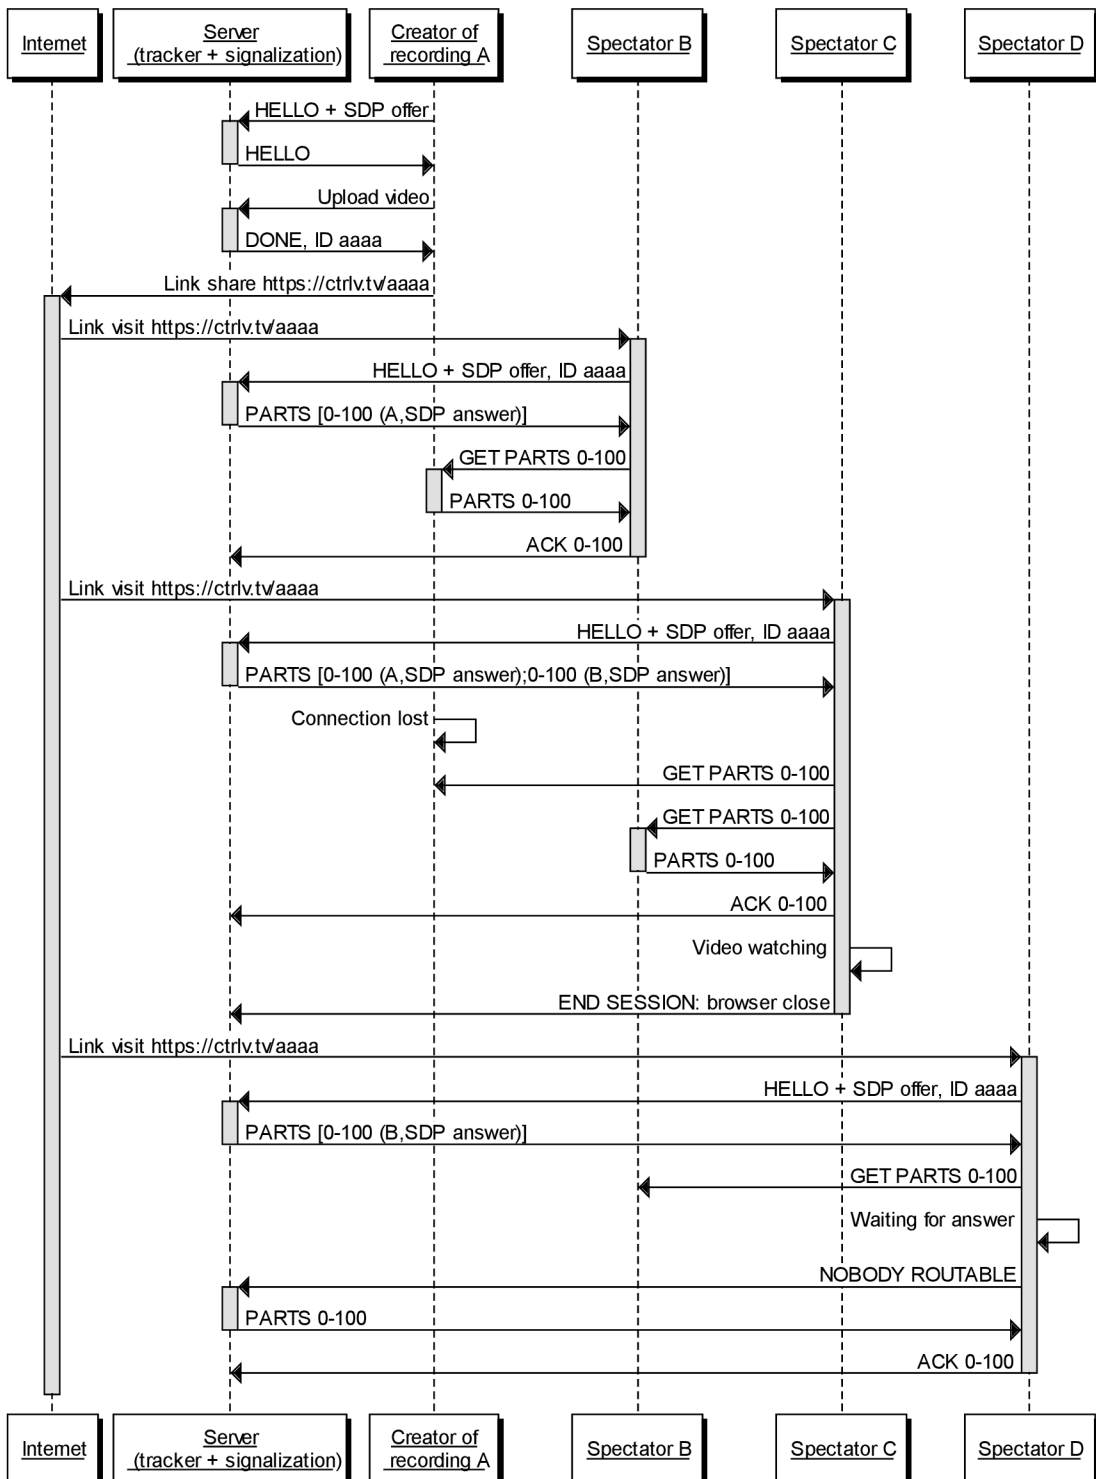 Internet
Server
(tracker + signalization)
Creator of
recording A
Spectator B
Spectator C
Spectator D
HELLO + SDP offer
HELLO
Upload video
DONE, ID aaaa
Link share https://ctrlv.tv/aaaa
Link visit https://ctrlv.tv/aaaa
HELLO + SDP offer, ID aaaa
PARTS [0-100 (A,SDP answer)]
GET PARTS 0-100
PARTS 0-100
ACK 0-100
Link visit https://ctrlv.tv/aaaa
HELLO + SDP offer, ID aaaa
PARTS [0-100 (A,SDP answer);0-100 (B,SDP answer)]
Connection lost
GET PARTS 0-100
GET PARTS 0-100
PARTS 0-100
ACK 0-100
Video watching
END SESSION: browser close
Link visit https://ctrlv.tv/aaaa
HELLO + SDP offer, ID aaaa
PARTS [0-100 (B,SDP answer)]
GET PARTS 0-100
Waiting for answer
NOBODY ROUTABLE
PARTS 0-100
ACK 0-100
Internet
Server
(tracker + signalization)
Creator of
recording A
Spectator B
Spectator C
Spectator D